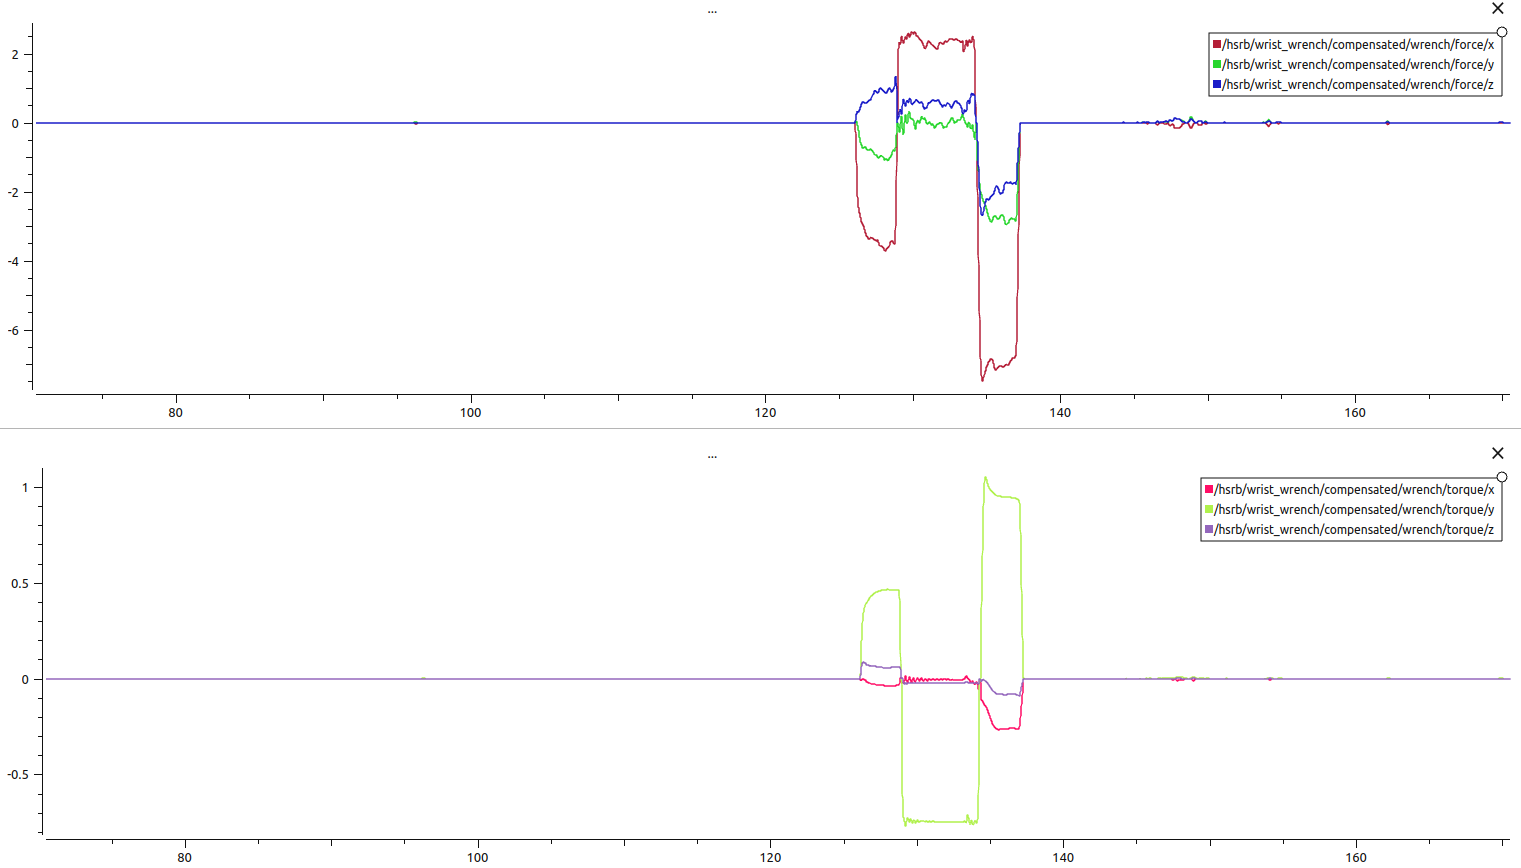 ...
/hsrb/wrist_wrench/compensated/wrench/force/x
/hsrb/wrist_wrench/compensated/wrench/force/y
/hsrb/wrist_wrench/compensated/wrench/force/z
2
0
-2
-4
-6
80 100 120 140 160
...
/hsrb/wrist_wrench/compensated/wrench/torque/x
/hsrb/wrist_wrench/compensated/wrench/torque/y
/hsrb/wrist_wrench/compensated/wrench/torque/z
1
0.5
0
-0.5
80 100 120 140 160